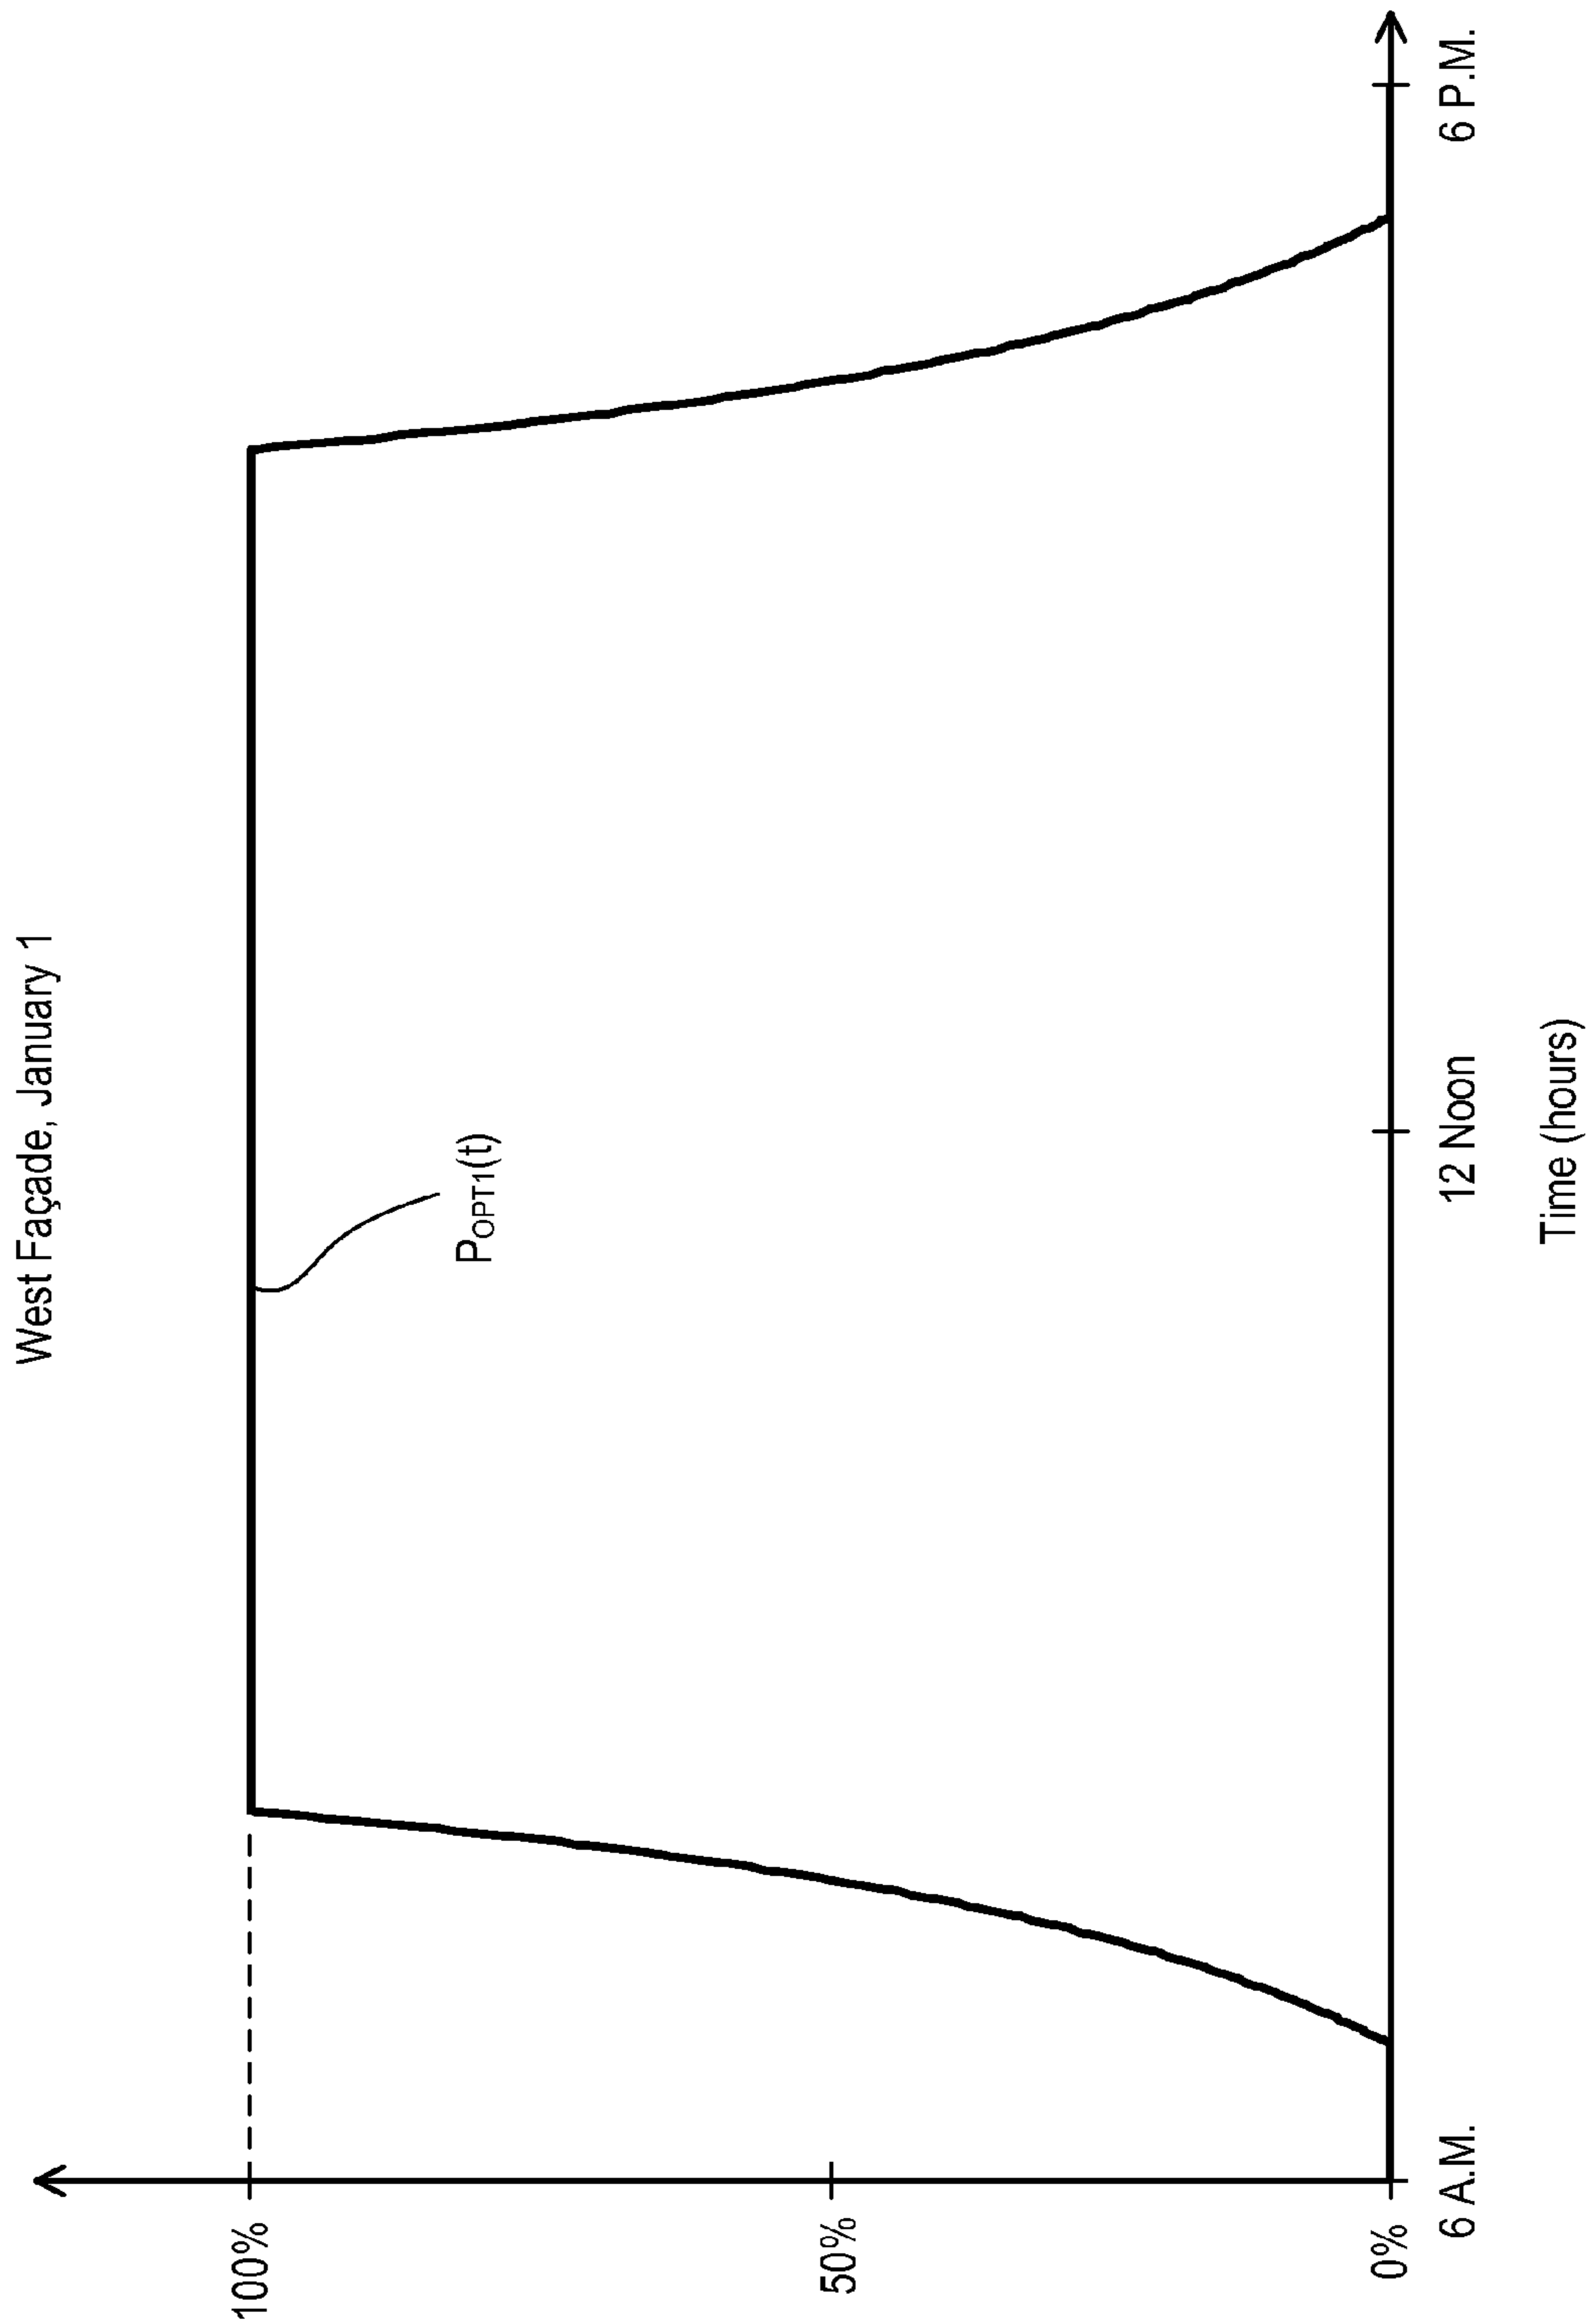 West Façade, January 1
100%
50%
0%
P_OPT1(t)
6 A.M.
12 Noon
6 P.M.
Time (hours)